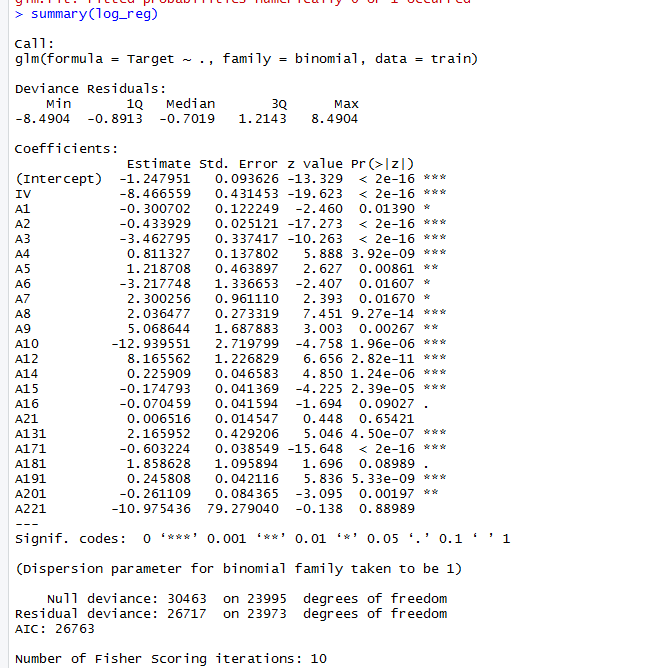 glm.fit: fitted probabilities numerically 0 or 1 occurred
> summary(log_reg)
Call:
glm(formula = Target ~ ., family = binomial, data = train)
Deviance Residuals:
Min 1Q Median 3Q Max
-8.4904 -0.8913 -0.7019 1.2143 8.4904
Coefficients:
Estimate Std. Error z value Pr(>|z|)
(Intercept) -1.247951 0.093626 -13.329 < 2e-16 ***
IV -8.466559 0.431453 -19.623 < 2e-16 ***
A1 -0.300702 0.122249 -2.460 0.01390 *
A2 -0.433929 0.025121 -17.273 < 2e-16 ***
A3 -3.462795 0.337417 -10.263 < 2e-16 ***
A4 0.811327 0.137802 5.888 3.92e-09 ***
A5 1.218708 0.463897 2.627 0.00861 **
A6 -3.217748 1.336653 -2.407 0.01607 *
A7 2.300256 0.961110 2.393 0.01670 *
A8 2.036477 0.273319 7.451 9.27e-14 ***
A9 5.068644 1.687883 3.003 0.00267 **
A10 -12.939551 2.719799 -4.758 1.96e-06 ***
A12 8.165562 1.226829 6.656 2.82e-11 ***
A14 0.225909 0.046583 4.850 1.24e-06 ***
A15 -0.174793 0.041369 -4.225 2.39e-05 ***
A16 -0.070459 0.041594 -1.694 0.09027 .
A21 0.006516 0.014547 0.448 0.65421
A131 2.165952 0.429206 5.046 4.50e-07 ***
A171 -0.603224 0.038549 -15.648 < 2e-16 ***
A181 1.858628 1.095894 1.696 0.08989 .
A191 0.245808 0.042116 5.836 5.33e-09 ***
A201 -0.261109 0.084365 -3.095 0.00197 **
A221 -10.975436 79.279040 -0.138 0.88989
---
Signif. codes: 0 ‘***’ 0.001 ‘**’ 0.01 ‘*’ 0.05 ‘.’ 0.1 ‘ ’ 1
(Dispersion parameter for binomial family taken to be 1)
Null deviance: 30463 on 23995 degrees of freedom
Residual deviance: 26717 on 23973 degrees of freedom
AIC: 26763
Number of Fisher Scoring iterations: 10